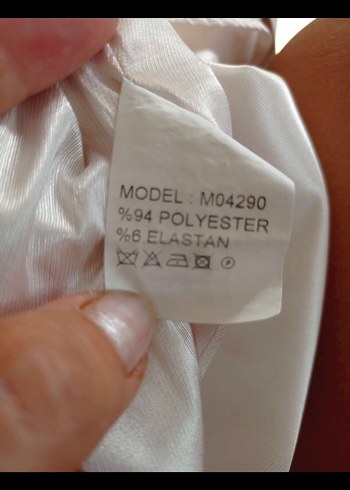 MODEL : M04290
%94 POLYESTER
%6 ELASTAN
P